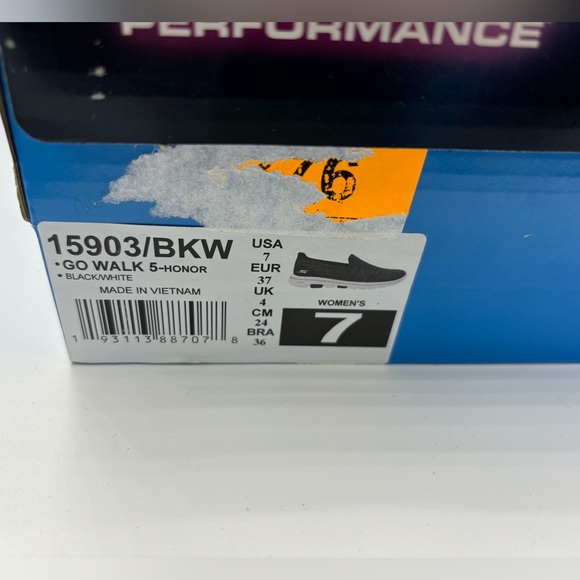 PERFORMANCE
6
15903/BKW
• GO WALK 5-HONOR
• BLACK/WHITE
MADE IN VIETNAM
1 93113 88707 8
USA
7
EUR
37
UK
4
CM
24
BRA
36
WOMEN'S
7